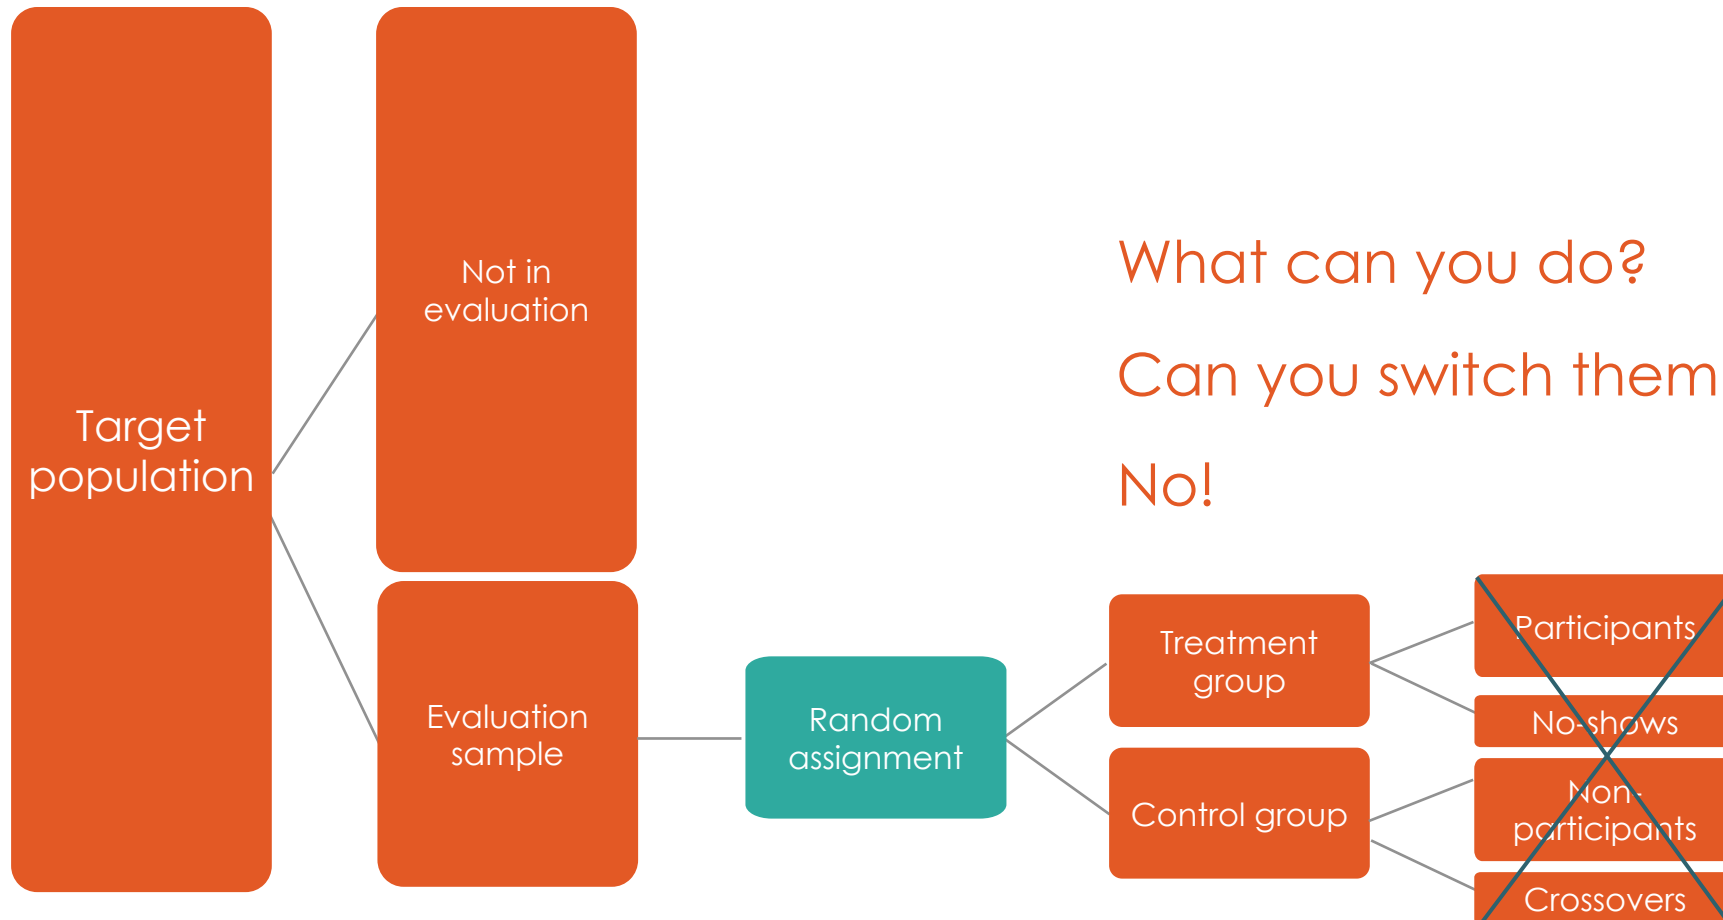 Target
population
Not in
evaluation
Evaluation
sample
Random
assignment
What can you do?
Can you switch them
No!
Treatment
group
Control group
Participants
No-shows
Non-
participants
Crossovers